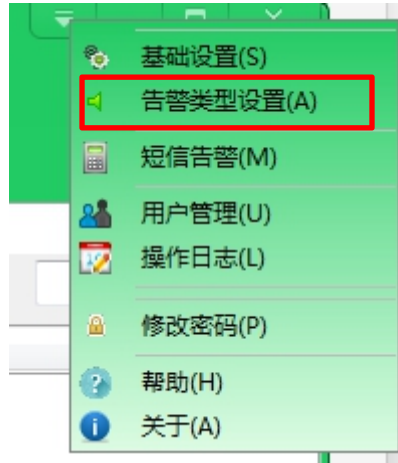 基础设置(S)
告警类型设置(A)
短信告警(M)
用户管理(U)
操作日志(L)
修改密码(P)
帮助(H)
关于(A)